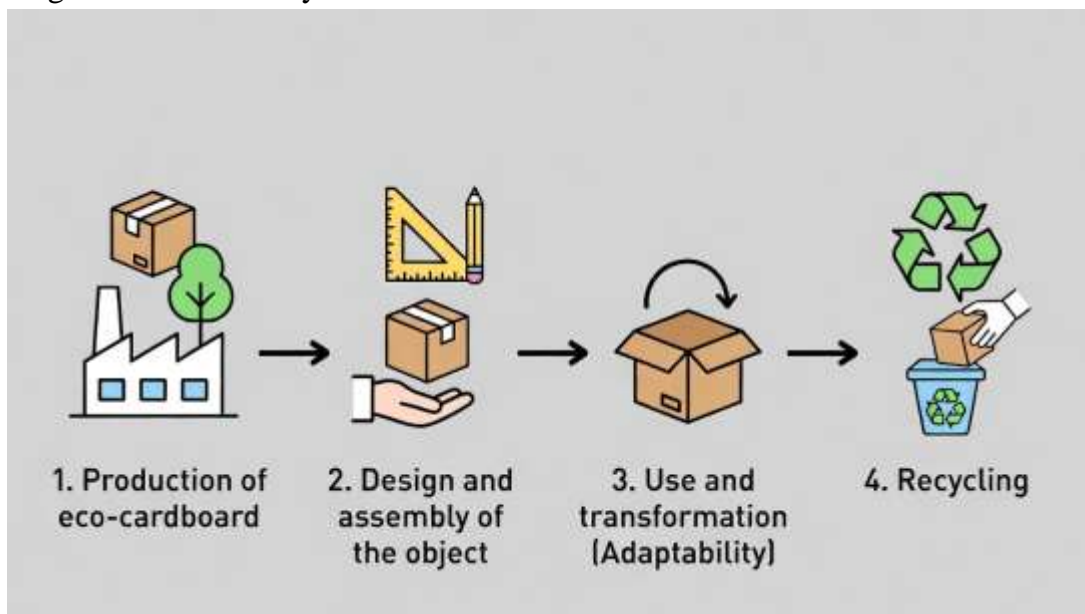 1. Production of
eco-cardboard
2. Design and
assembly of
the object
3. Use and
transformation
(Adaptability)
4. Recycling